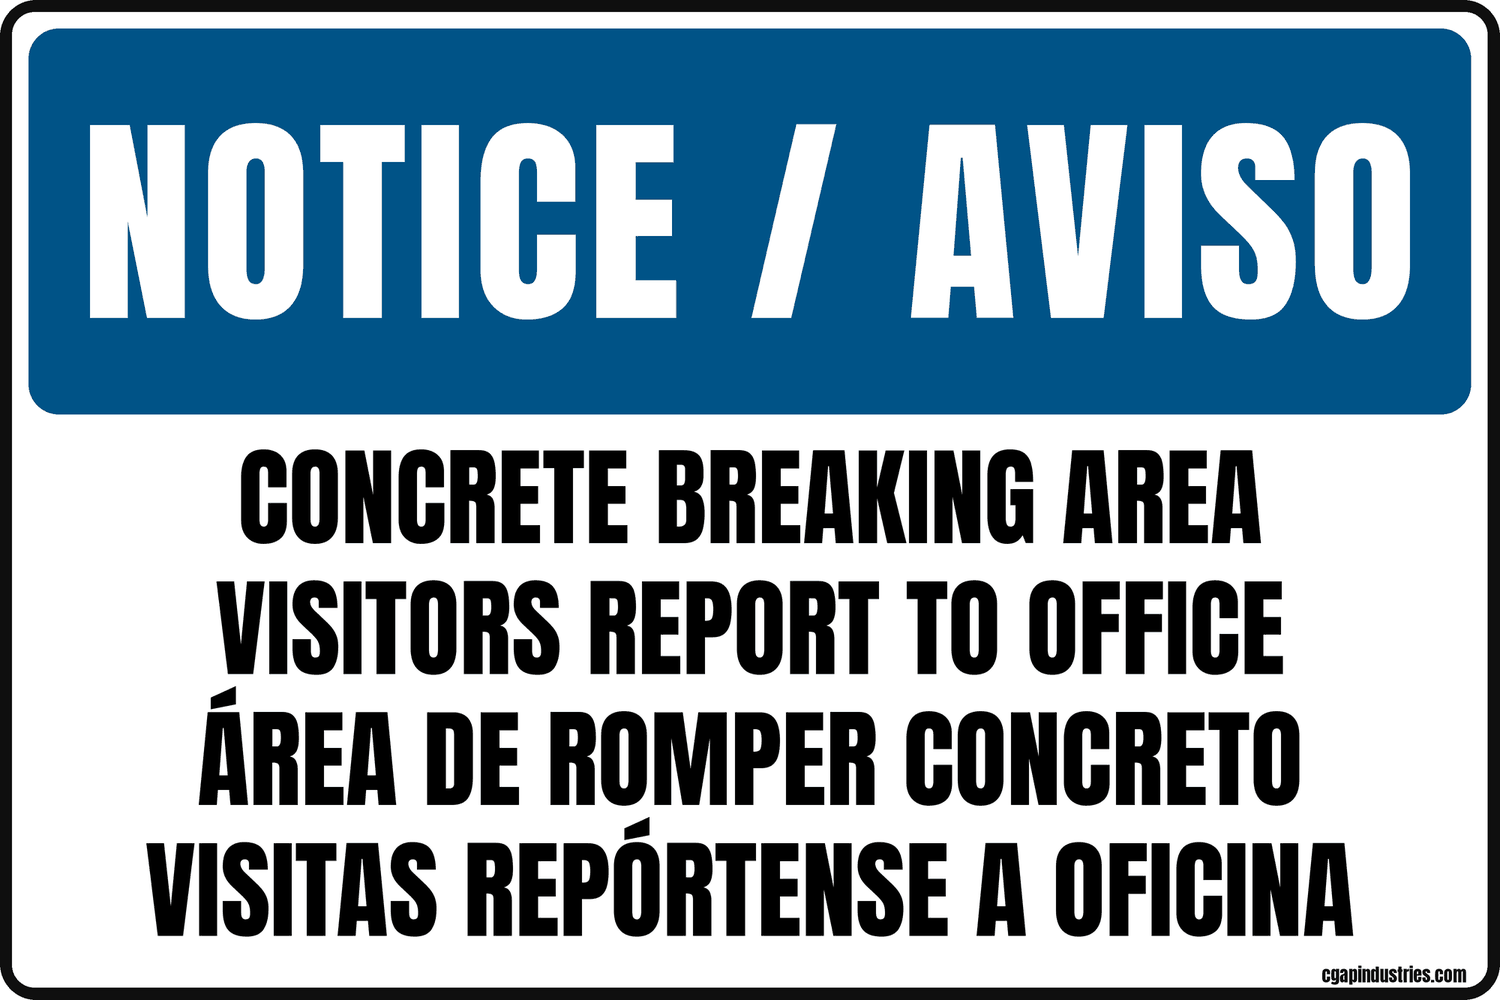 NOTICE / AVISO
CONCRETE BREAKING AREA
VISITORS REPORT TO OFFICE
ÁREA DE ROMPER CONCRETO
VISITAS REPÓRTENSE A OFICINA
cgapindustries.com